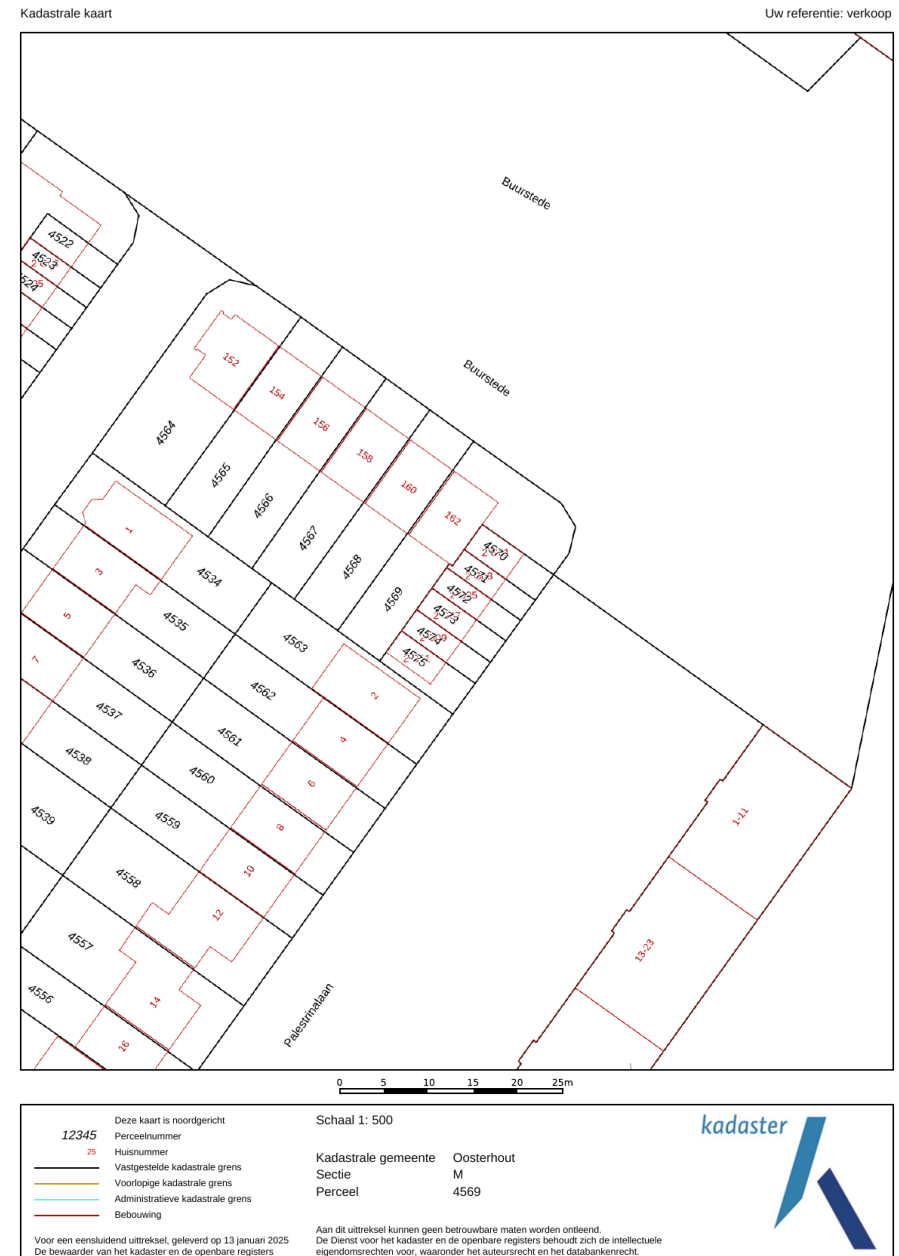 Kadastrale kaart
Uw referentie: verkoop
Buurstede
4522
4523
Buurstede
152
154
156
158
160
162
4564
4565
4566
4567
4568
4569
4570
4571
4572
4573
4574
4575
1
3
5
7
4534
4535
4536
4537
4538
4539
4563
4562
4561
4560
4559
4558
4557
4556
2
4
6
8
10
12
14
16
1-11
13-23
Palestrinalaan
0 5 10 15 20 25m
Deze kaart is noordgericht
12345 Perceelnummer
25 Huisnummer
Vastgestelde kadastrale grens
Voorlopige kadastrale grens
Administratieve kadastrale grens
Bebouwing
Voor een eensluidend uittreksel, geleverd op 13 januari 2025
De bewaarder van het kadaster en de openbare registers
Schaal 1: 500
Kadastrale gemeente Oosterhout
Sectie M
Perceel 4569
Aan dit uittreksel kunnen geen betrouwbare maten worden ontleend.
De Dienst voor het kadaster en de openbare registers behoudt zich de intellectuele
eigendomsrechten voor, waaronder het auteursrecht en het databankenrecht.
kadaster